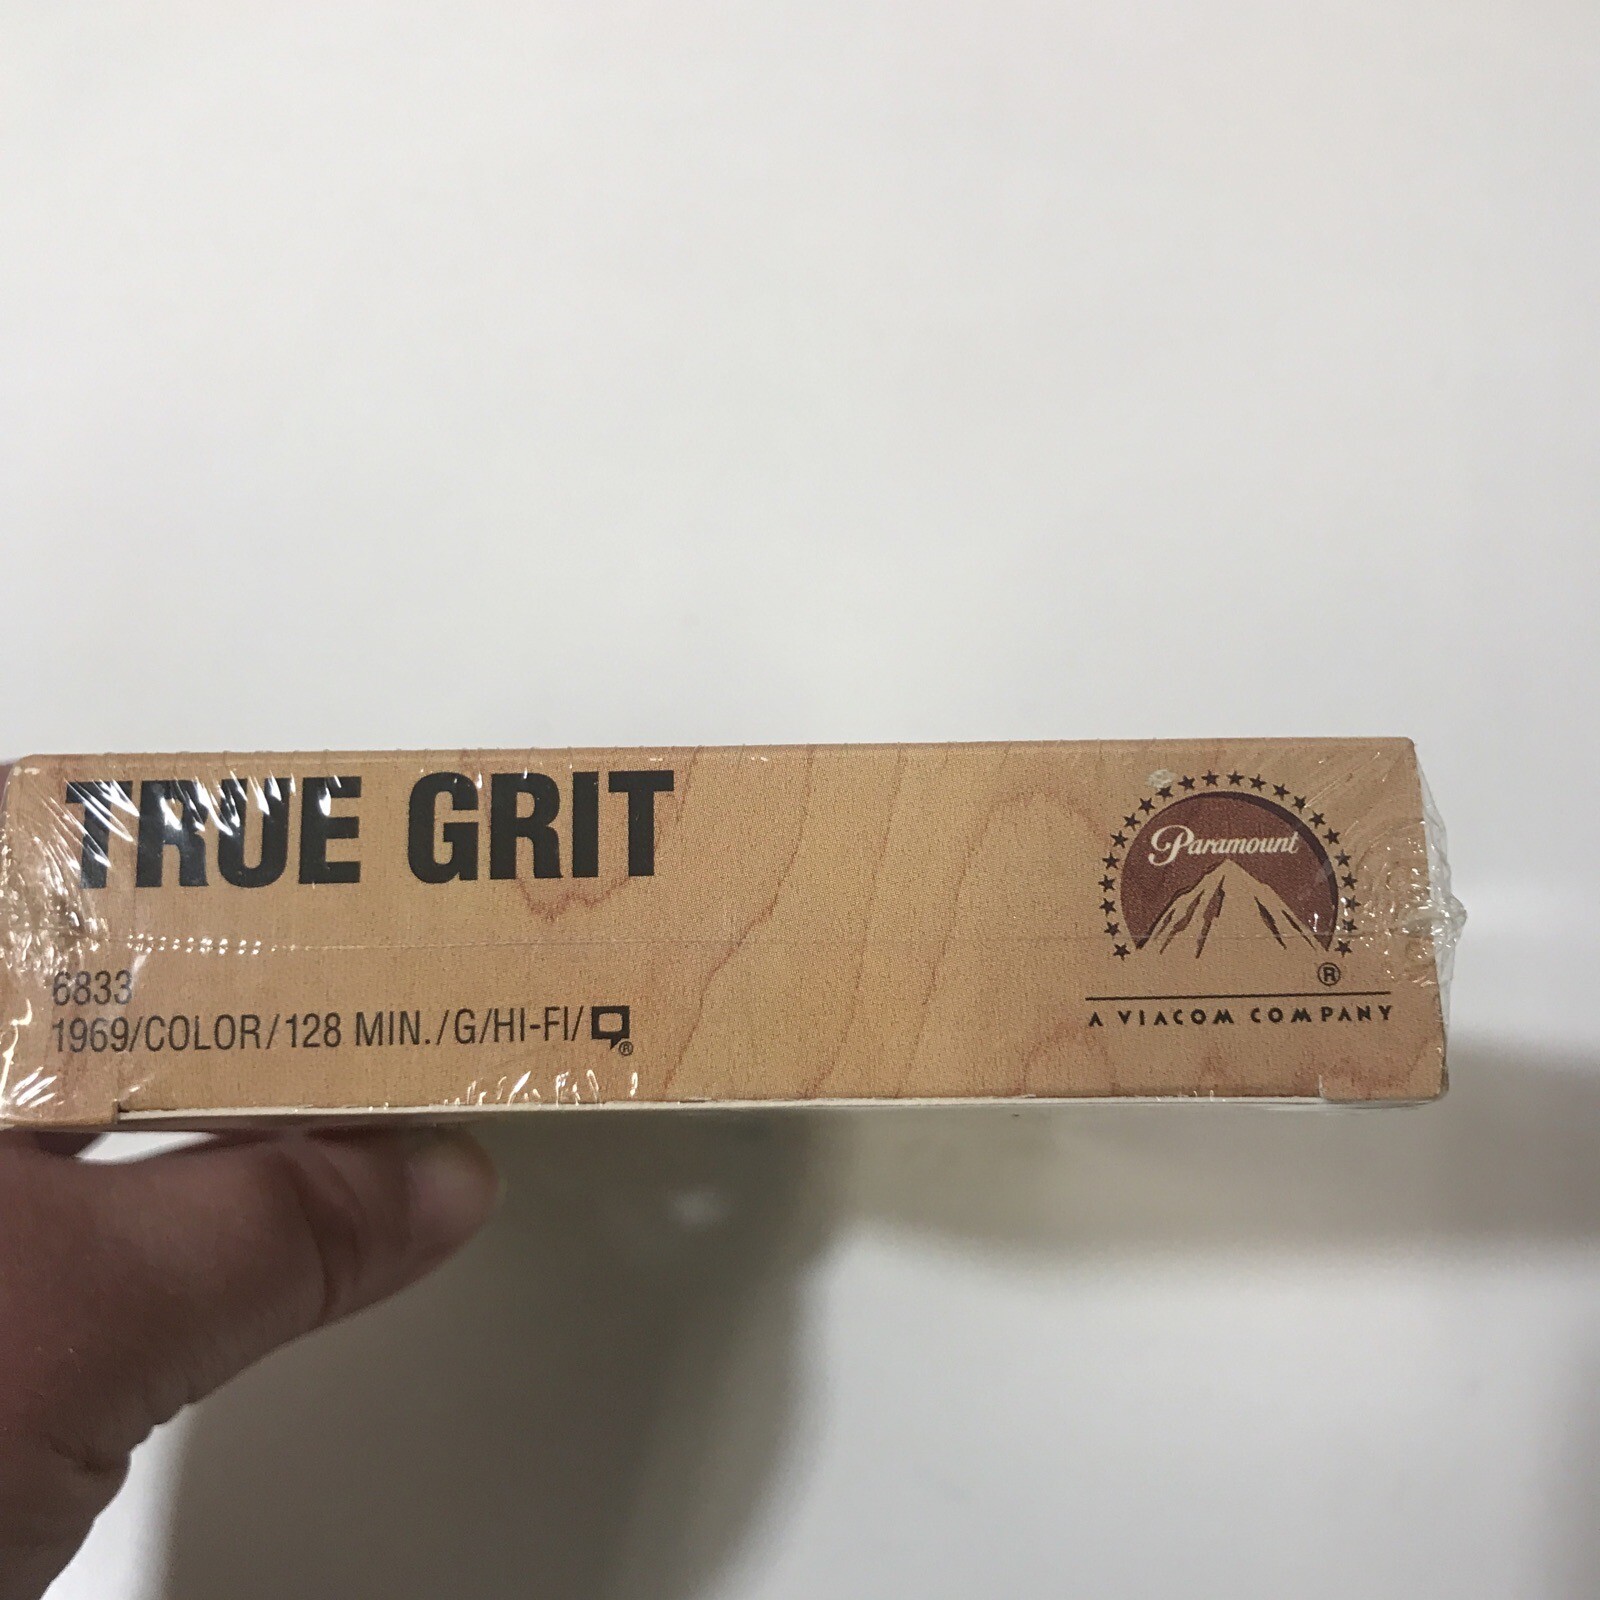 TRUE GRIT
6833
1969/COLOR/128 MIN./G/HI-FI/
®
Paramount
®
A VIACOM COMPANY